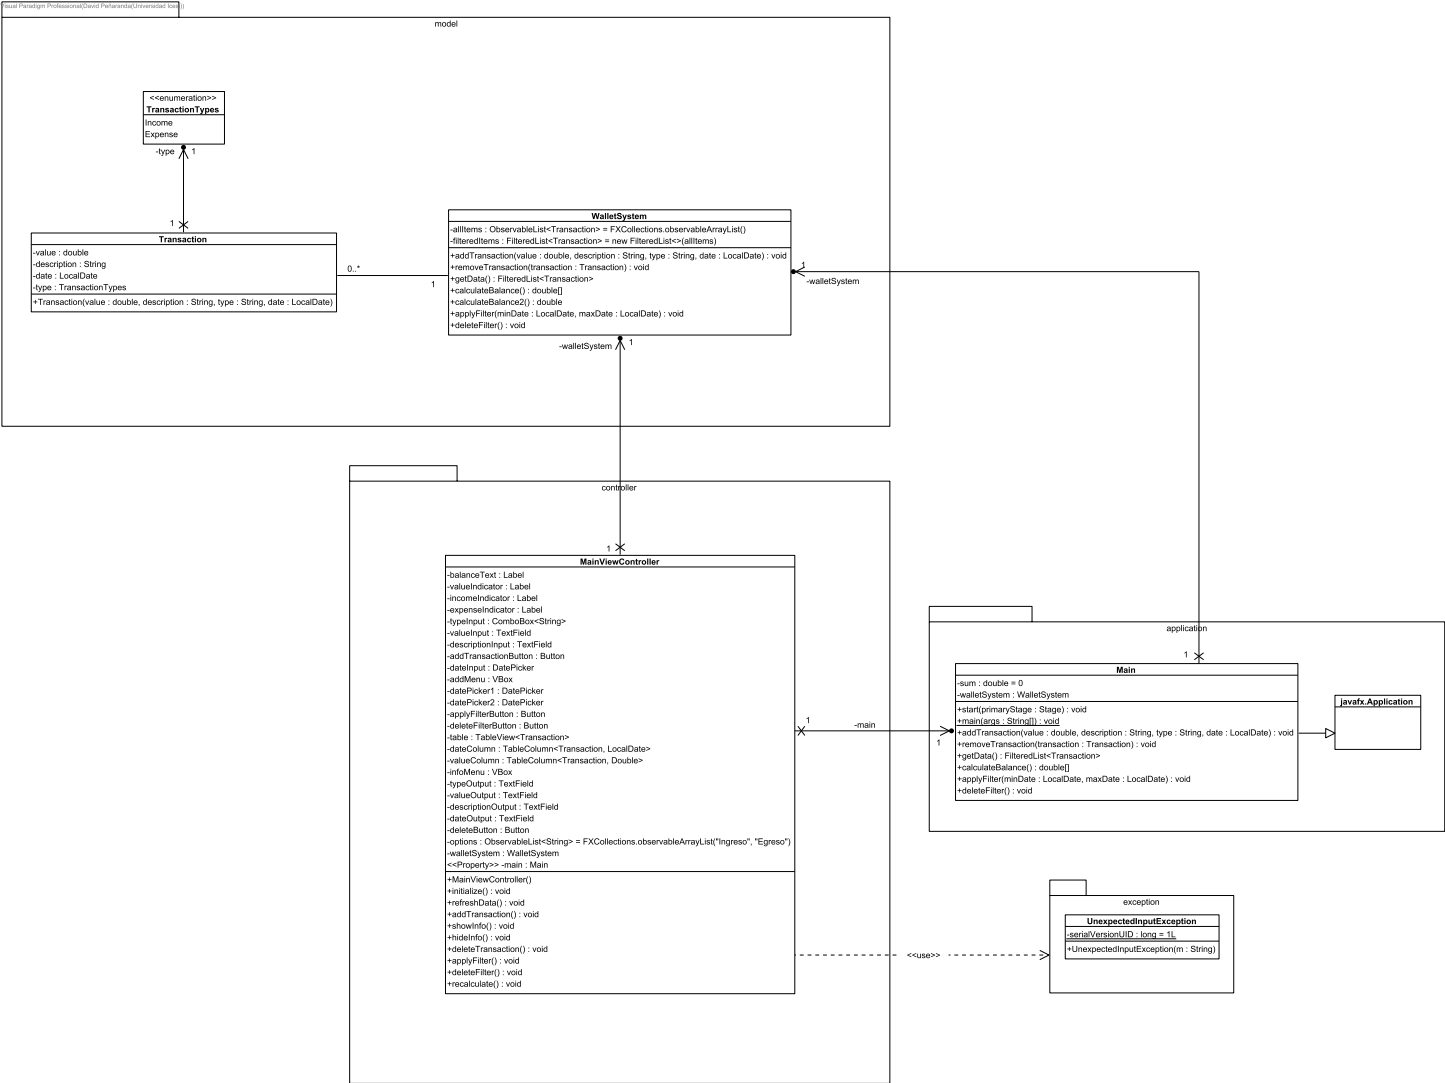 Visual Paradigm Professional(David Peñaranda(Universidad Icesi))
model
<<enumeration>>
TransactionTypes
Income
Expense
-type
1
1
Transaction
-value : double
-description : String
-date : LocalDate
-type : TransactionTypes
+Transaction(value : double, description : String, type : String, date : LocalDate)
0..*
1
WalletSystem
-allItems : ObservableList<Transaction> = FXCollections.observableArrayList()
-filteredItems : FilteredList<Transaction> = new FilteredList<>(allItems)
+addTransaction(value : double, description : String, type : String, date : LocalDate) : void
+removeTransaction(transaction : Transaction) : void
+getData() : FilteredList<Transaction>
+calculateBalance() : double[]
+calculateBalance2() : double
+applyFilter(minDate : LocalDate, maxDate : LocalDate) : void
+deleteFilter() : void
1
-walletSystem
-walletSystem
1
controller
1
MainViewController
-balanceText : Label
-valueIndicator : Label
-incomeIndicator : Label
-expenseIndicator : Label
-typeInput : ComboBox<String>
-valueInput : TextField
-descriptionInput : TextField
-addTransactionButton : Button
-dateInput : DatePicker
-addMenu : VBox
-datePicker1 : DatePicker
-datePicker2 : DatePicker
-applyFilterButton : Button
-deleteFilterButton : Button
-table : TableView<Transaction>
-dateColumn : TableColumn<Transaction, LocalDate>
-valueColumn : TableColumn<Transaction, Double>
-infoMenu : VBox
-typeOutput : TextField
-valueOutput : TextField
-descriptionOutput : TextField
-dateOutput : TextField
-deleteButton : Button
-options : ObservableList<String> = FXCollections.observableArrayList("Ingreso", "Egreso")
-walletSystem : WalletSystem
<<Property>> -main : Main
+MainViewController()
+initialize() : void
+refreshData() : void
+addTransaction() : void
+showInfo() : void
+hideInfo() : void
+deleteTransaction() : void
+applyFilter() : void
+deleteFilter() : void
+recalculate() : void
1
-main
1
application
1
Main
-sum : double = 0
-walletSystem : WalletSystem
+start(primaryStage : Stage) : void
+main(args : String[]) : void
+addTransaction(value : double, description : String, type : String, date : LocalDate) : void
+removeTransaction(transaction : Transaction) : void
+getData() : FilteredList<Transaction>
+calculateBalance() : double[]
+applyFilter(minDate : LocalDate, maxDate : LocalDate) : void
+deleteFilter() : void
javafx.Application
<<use>>
exception
UnexpectedInputException
-serialVersionUID : long = 1L
+UnexpectedInputException(m : String)